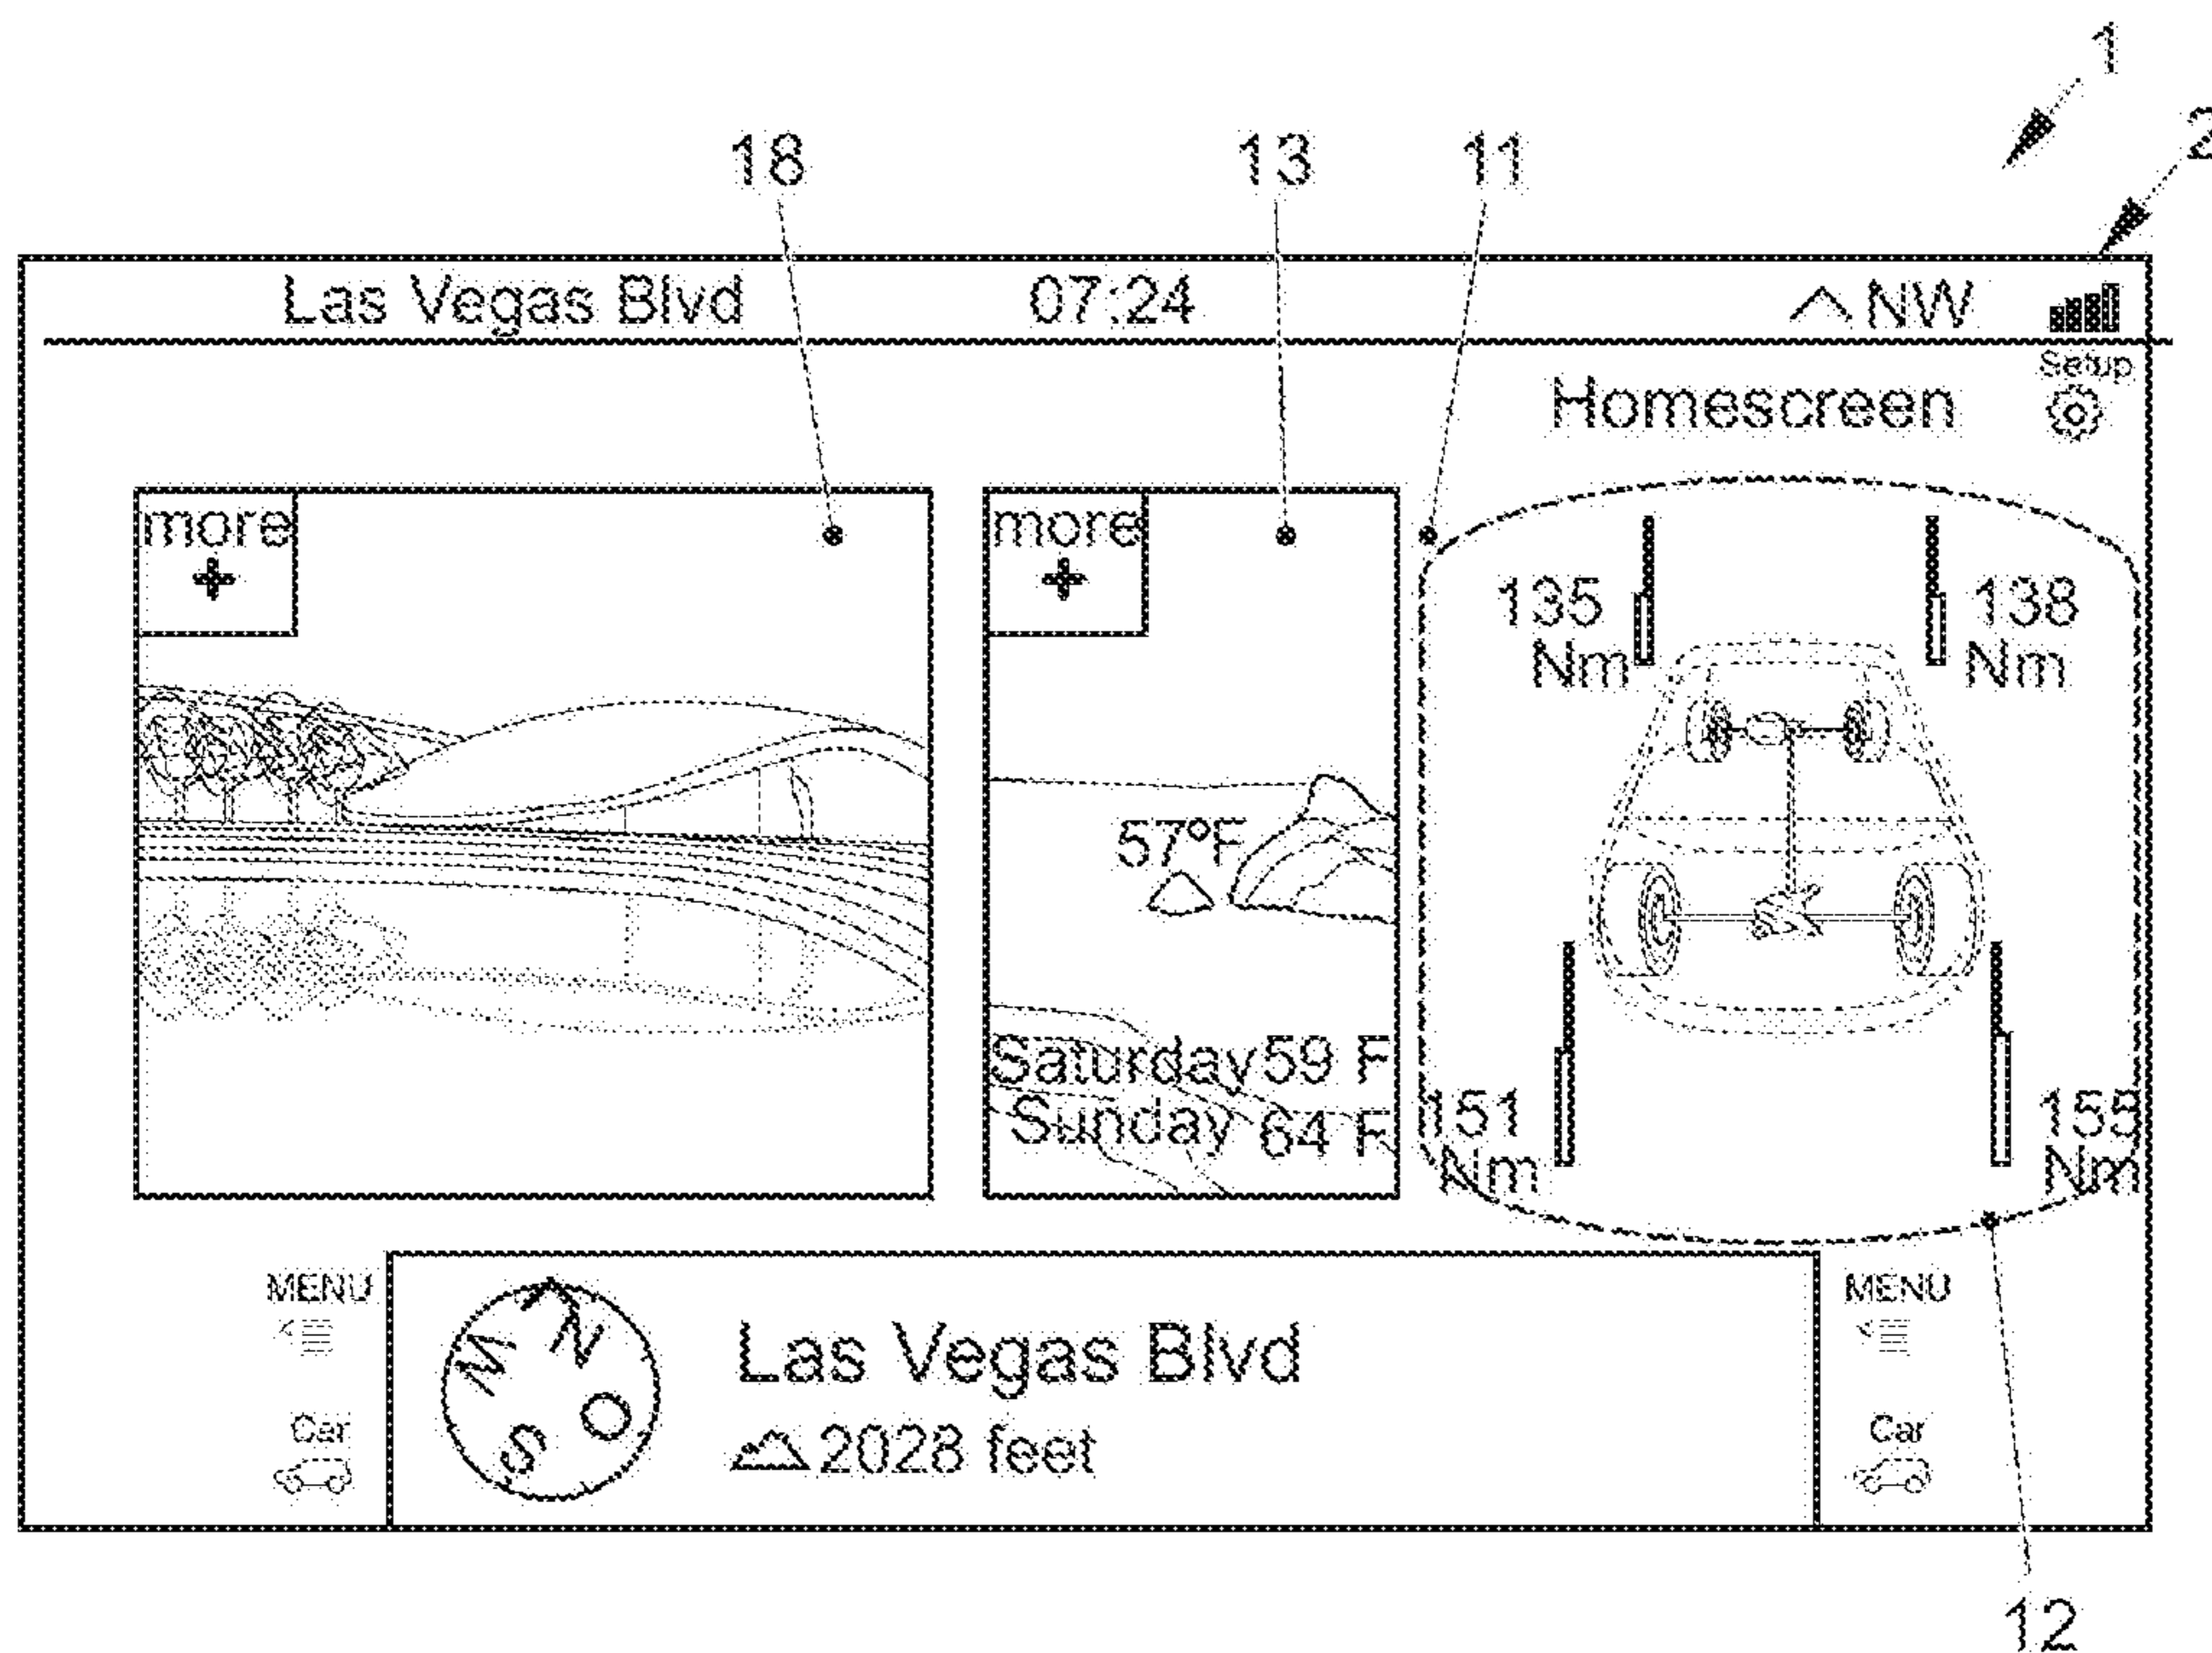 1
2
18 13 11
Las Vegas Blvd 07:24 NW
Setup
Homescreen
more
more
135 Nm
138 Nm
57°F
Saturday 59 F
Sunday 64 F
151 Nm
155 Nm
MENU
Car
N
W
O
S
Las Vegas Blvd
2028 feet
MENU
Car
12